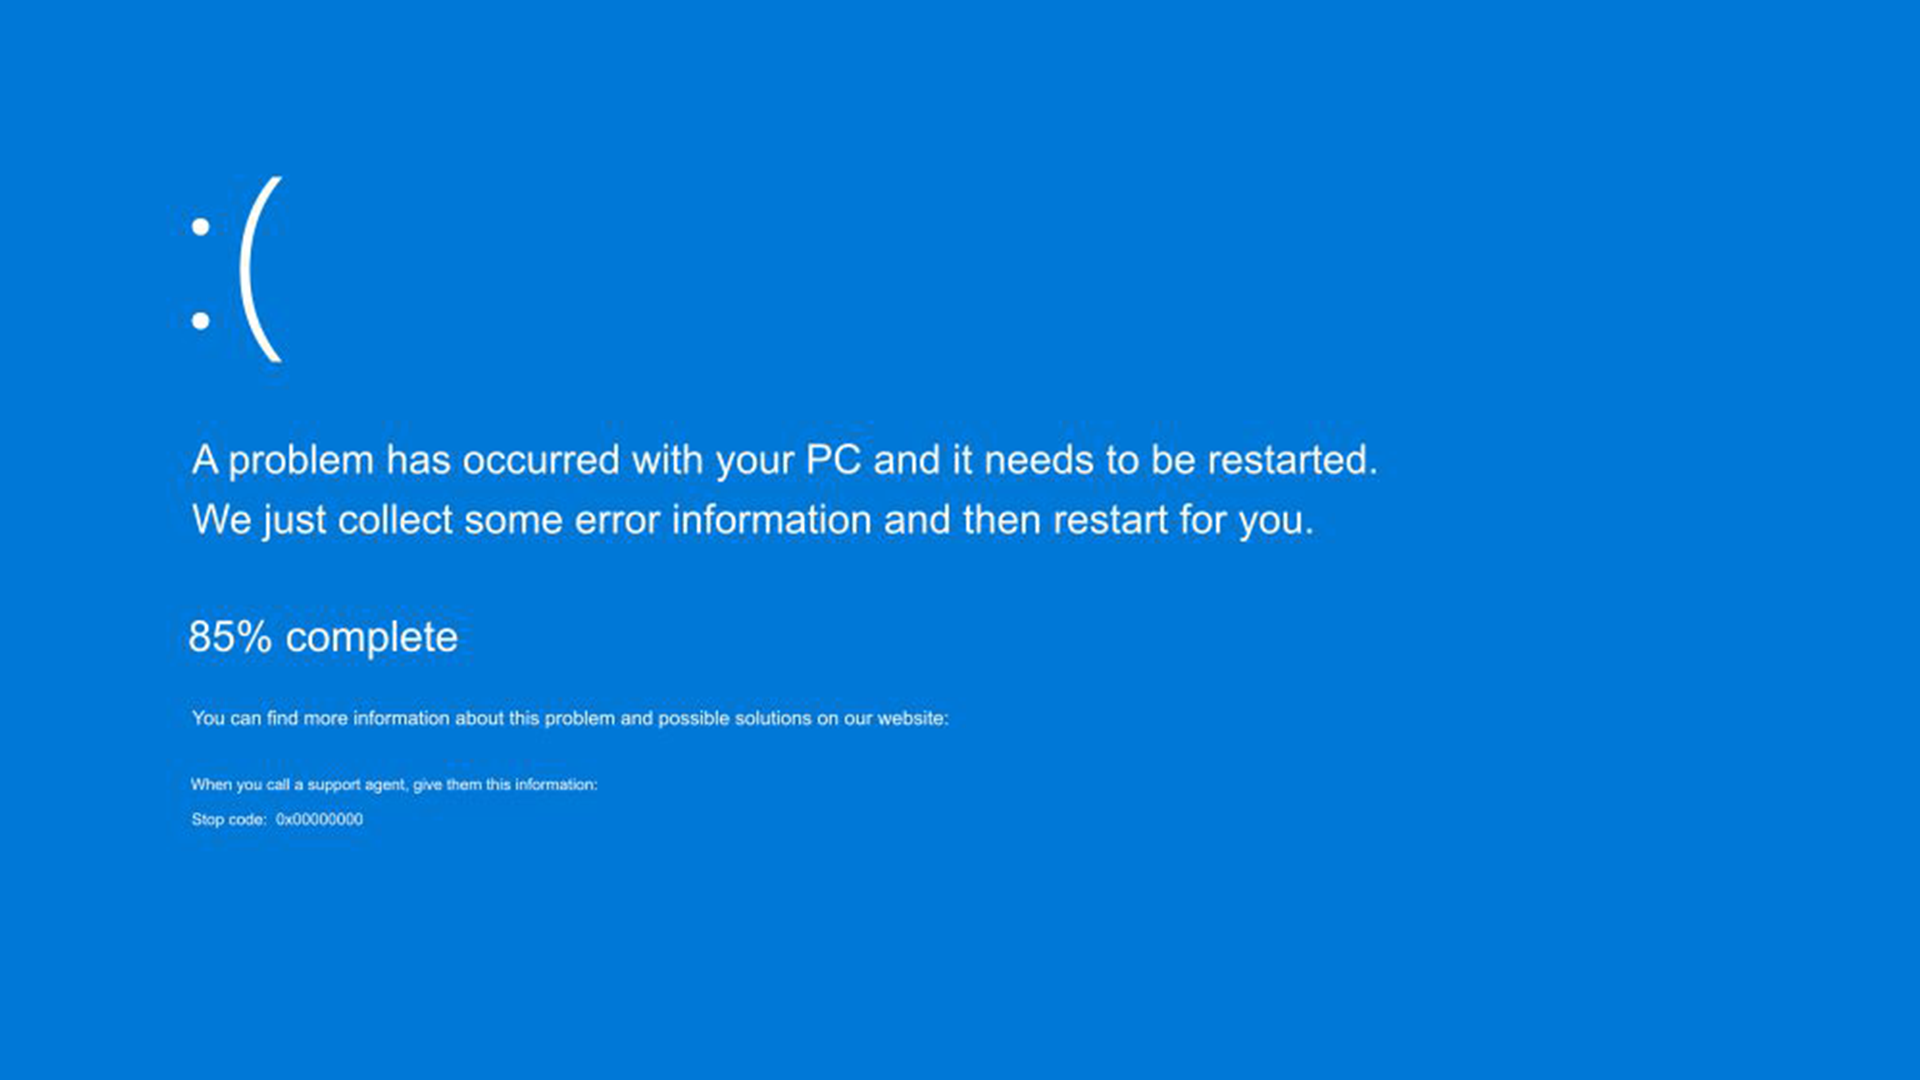 :(
A problem has occurred with your PC and it needs to be restarted.
We just collect some error information and then restart for you.
85% complete
You can find more information about this problem and possible solutions on our website:
When you call a support agent, give them this information:
Stop code: 0x00000000